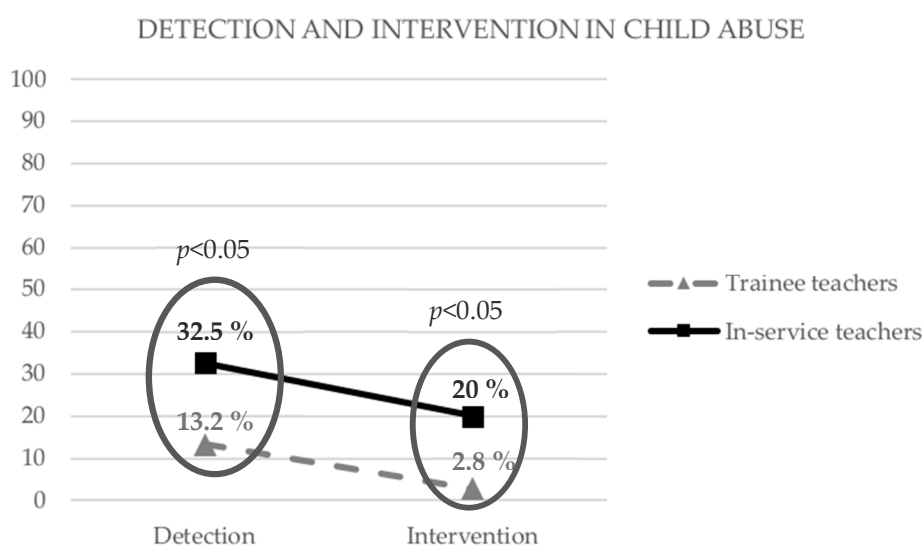 DETECTION AND INTERVENTION IN CHILD ABUSE
100
90
80
70
60
50
40
30
20
10
0
p<0.05
p<0.05
32.5 %
20 %
13.2 %
2.8 %
Detection
Intervention
Trainee teachers
In-service teachers